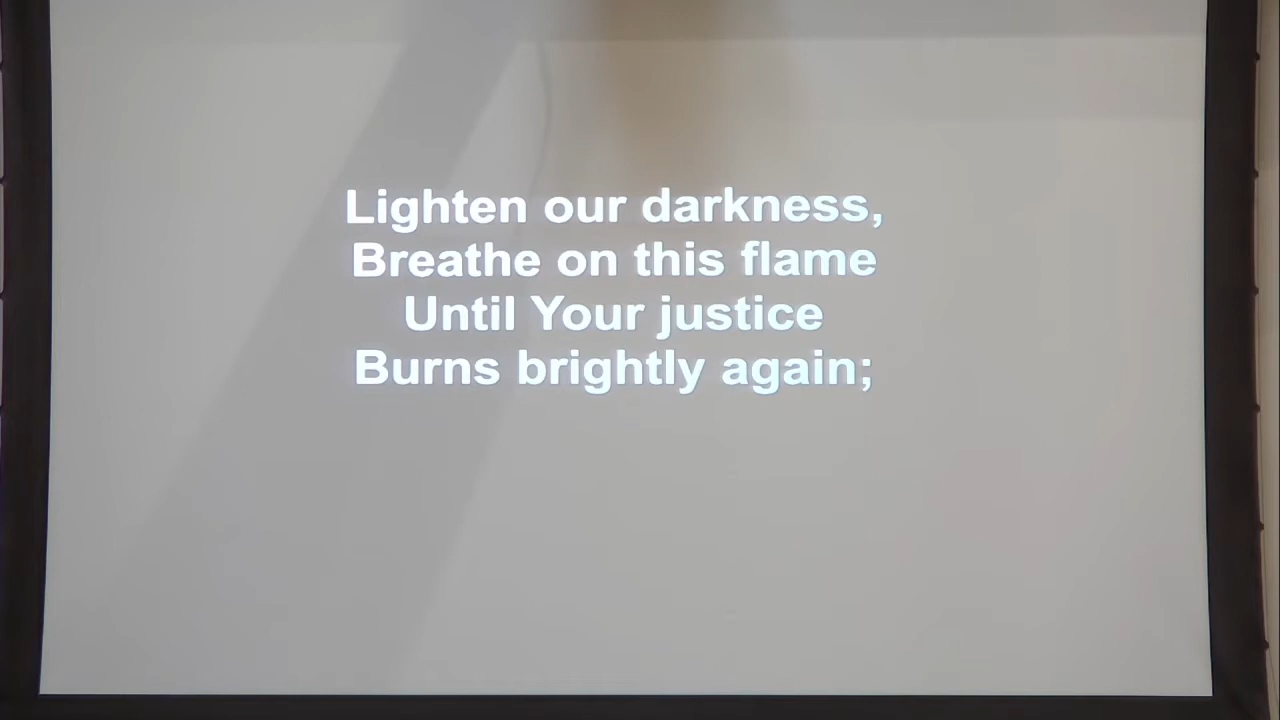 Lighten our darkness,
Breathe on this flame
Until Your justice
Burns brightly again;